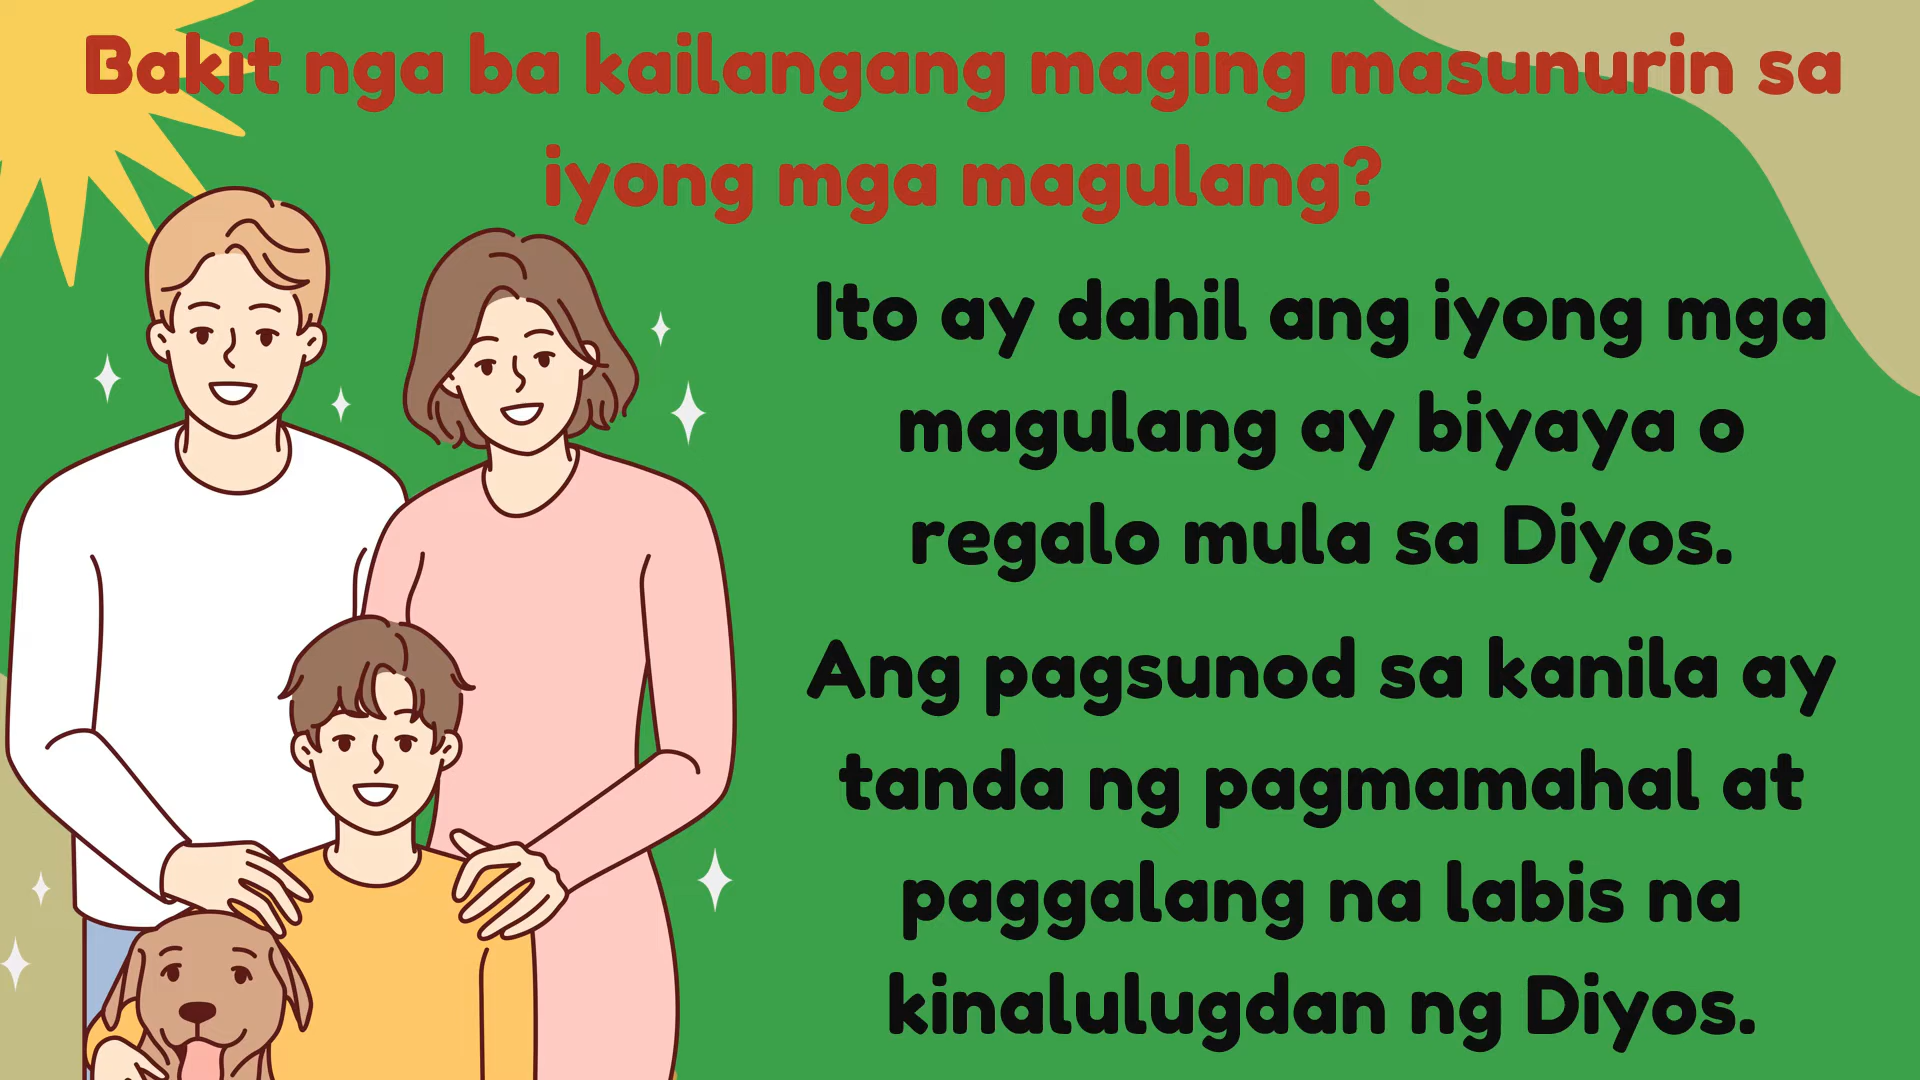 Bakit nga ba kailangang maging masunurin sa
iyong mga magulang?
Ito ay dahil ang iyong mga
magulang ay biyaya o
regalo mula sa Diyos.
Ang pagsunod sa kanila ay
tanda ng pagmamahal at
paggalang na labis na
kinalulugdan ng Diyos.